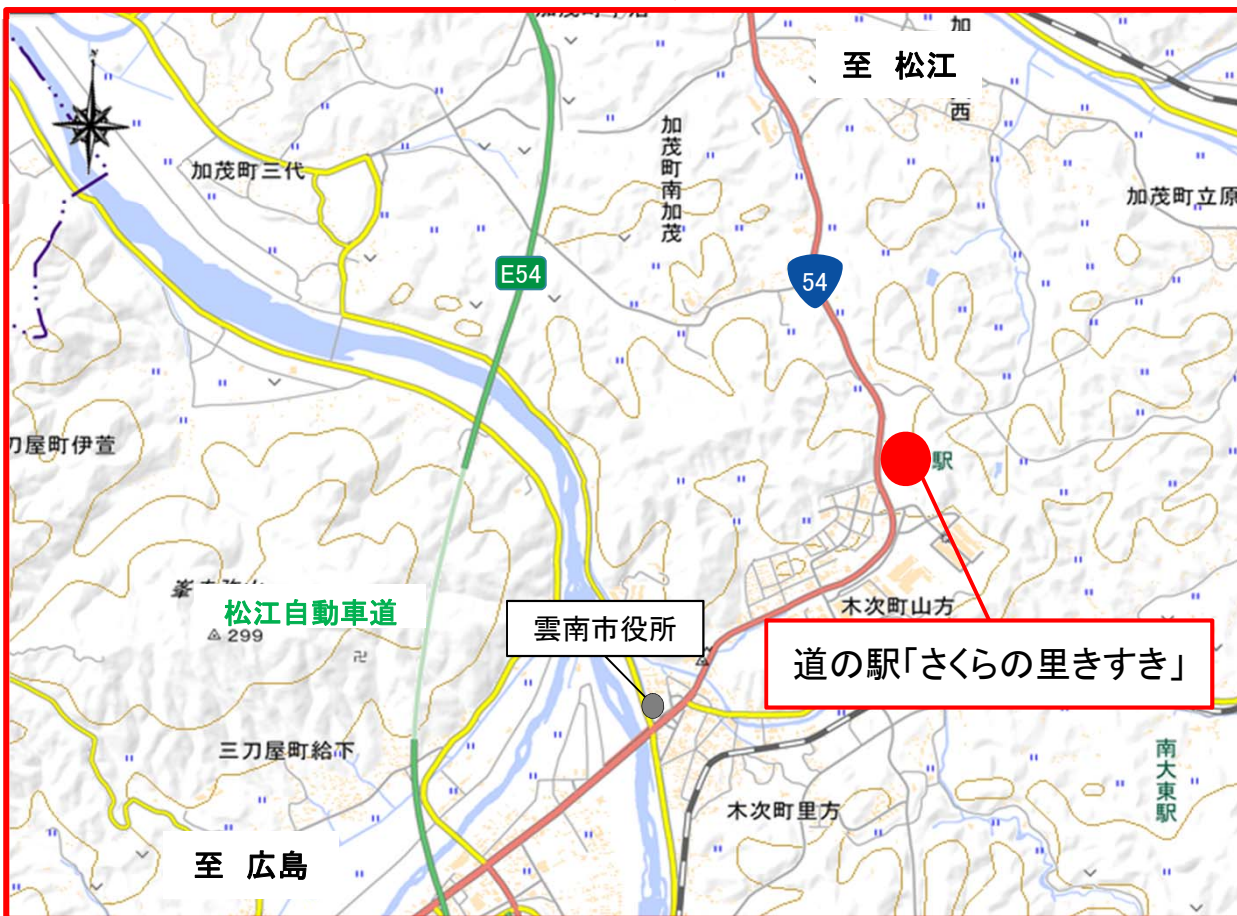 至 松江
加茂町三代
加茂町南加茂
加茂町立原
E54
54
刀屋町伊萱
駅
松江自動車道
299
雲南市役所
木次町山方
道の駅「さくらの里きすき」
三刀屋町給下
木次町里方
南大東駅
至 広島